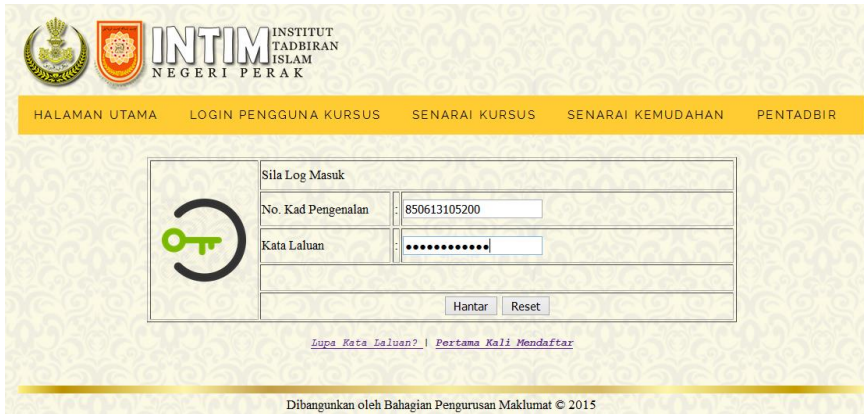 INTIM INSTITUT
TADBIRAN
ISLAM
NEGERI PERAK
HALAMAN UTAMA LOGIN PENGGUNA KURSUS SENARAI KURSUS SENARAI KEMUDAHAN PENTADBIR
Sila Log Masuk
No. Kad Pengenalan : 850613105200
Kata Laluan : ●●●●●●●●●●●●
Hantar Reset
Lupa Kata Laluan? | Pertama Kali Mendaftar
Dibangunkan oleh Bahagian Pengurusan Maklumat © 2015